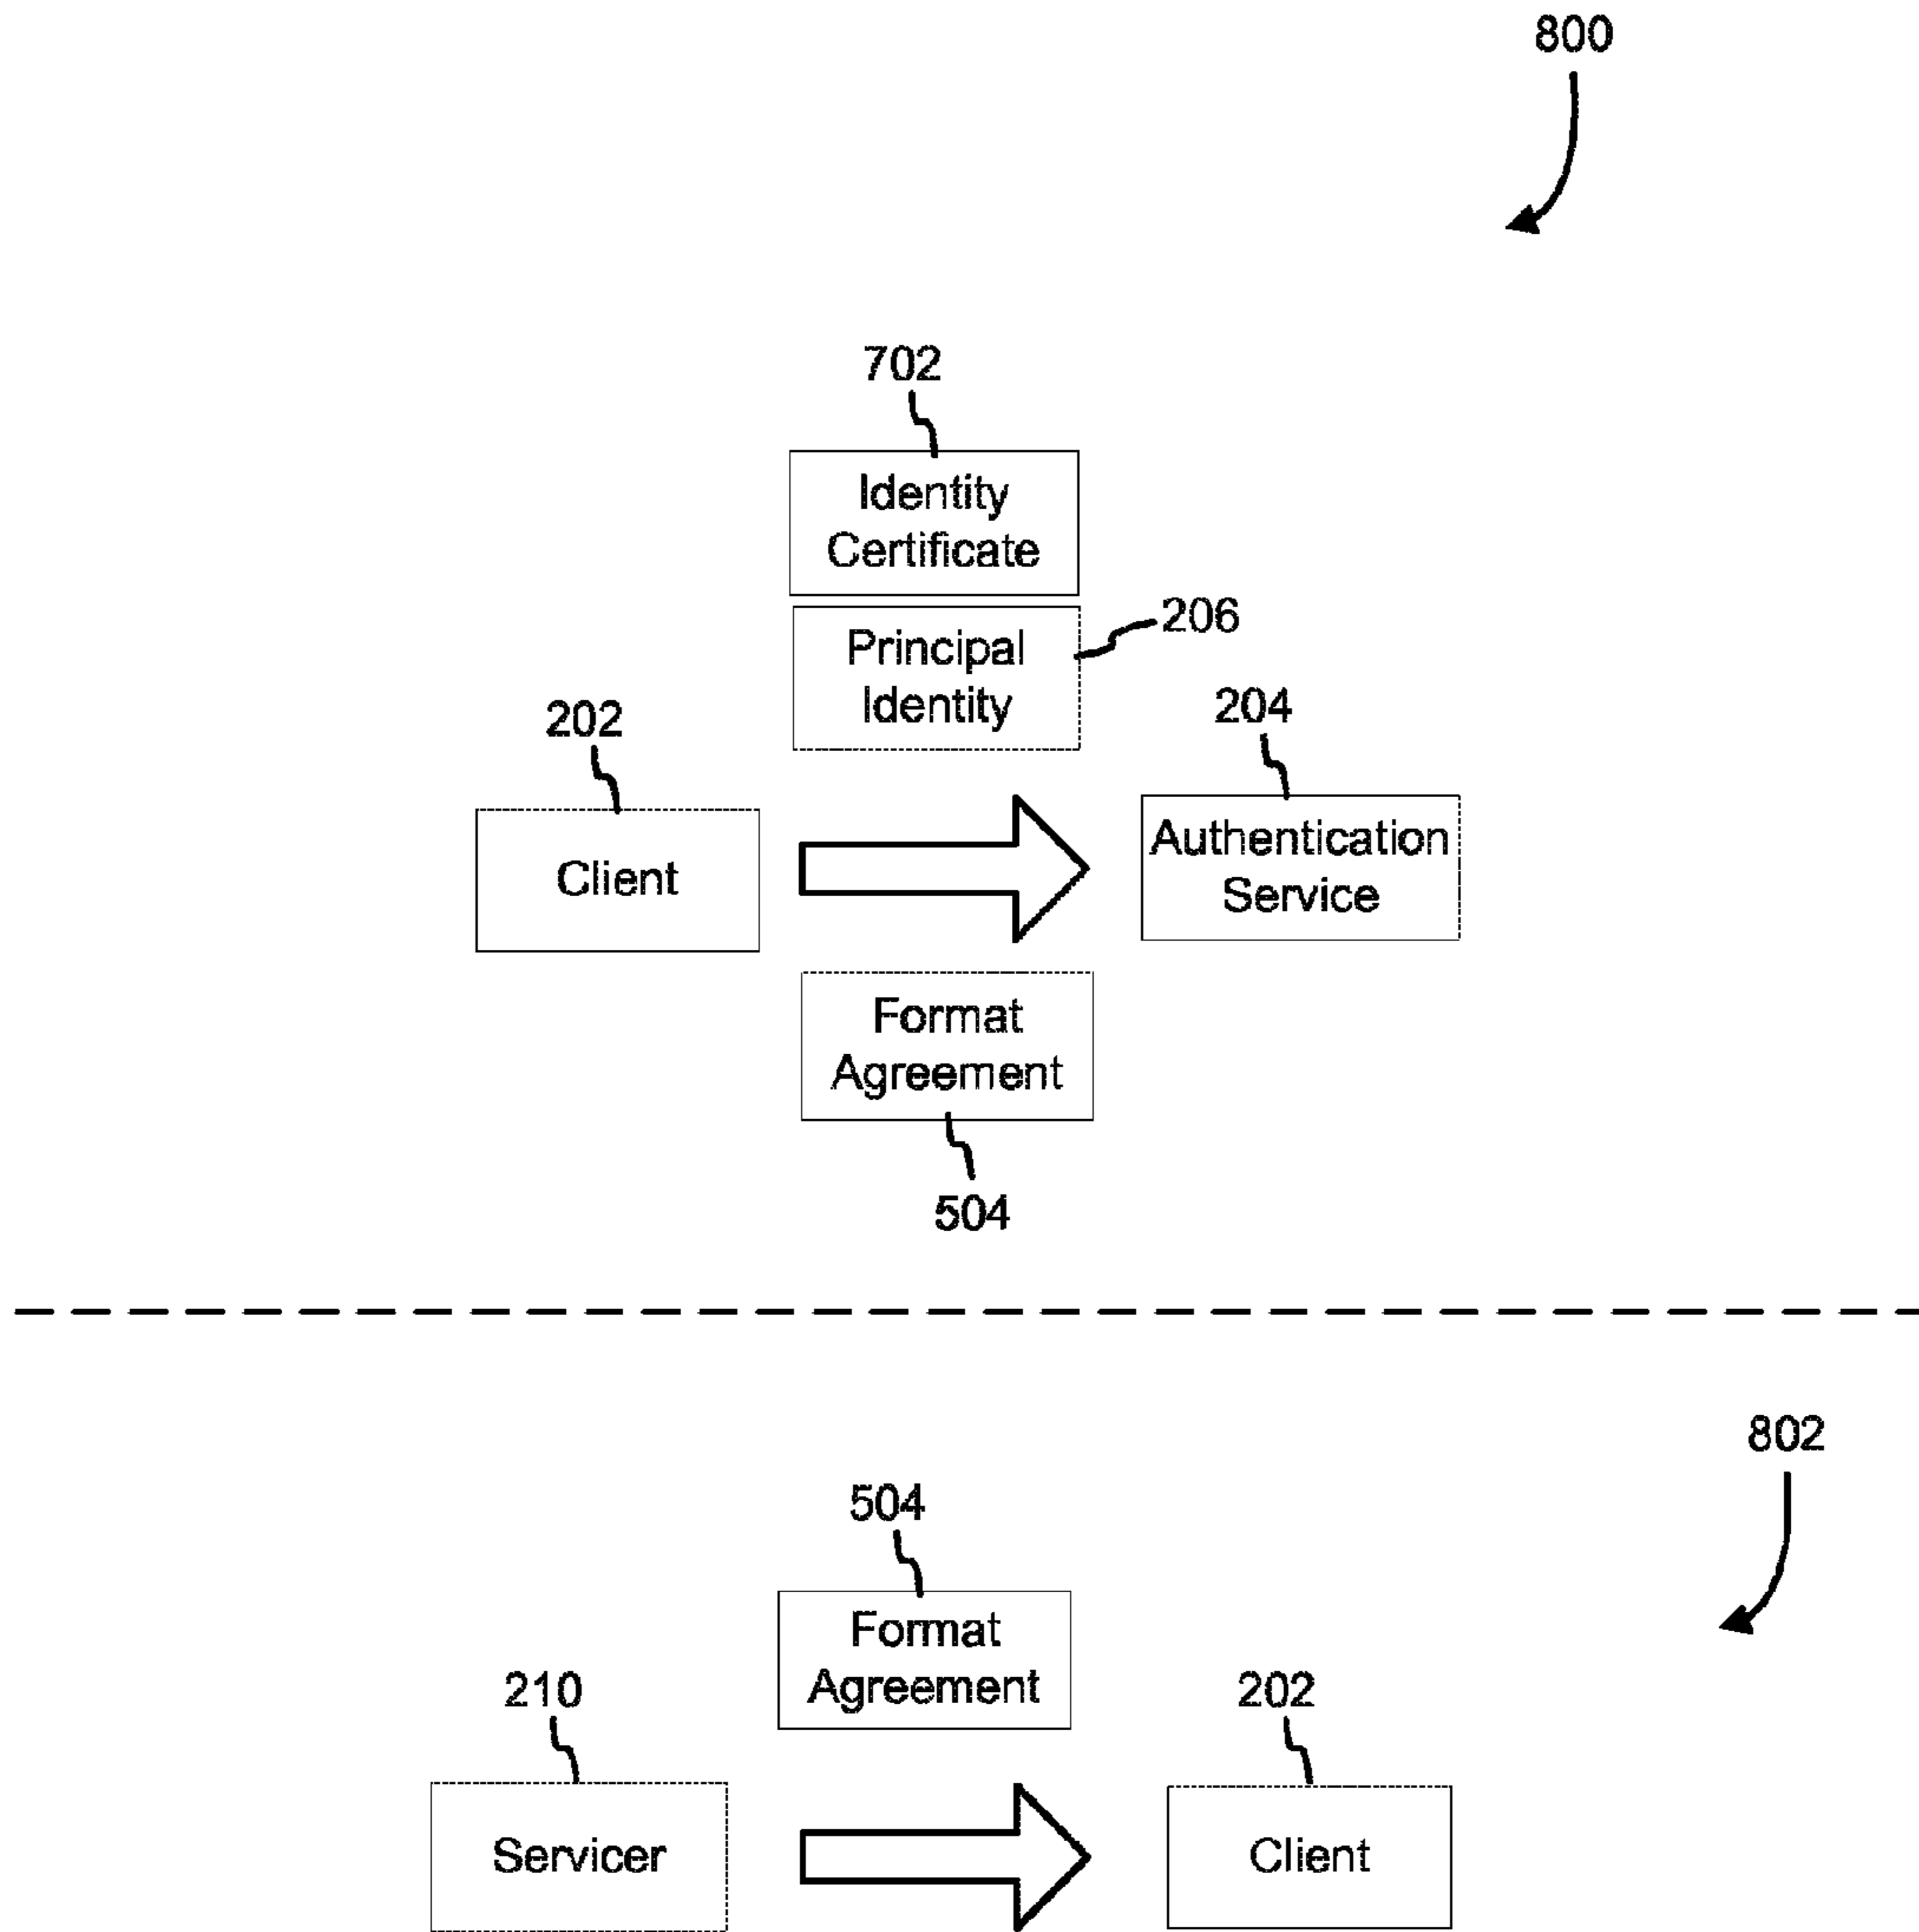 800
702
Identity
Certificate
206
Principal
Identity
202
204
Client
Authentication
Service
Format
Agreement
504
802
504
Format
Agreement
210
202
Servicer
Client